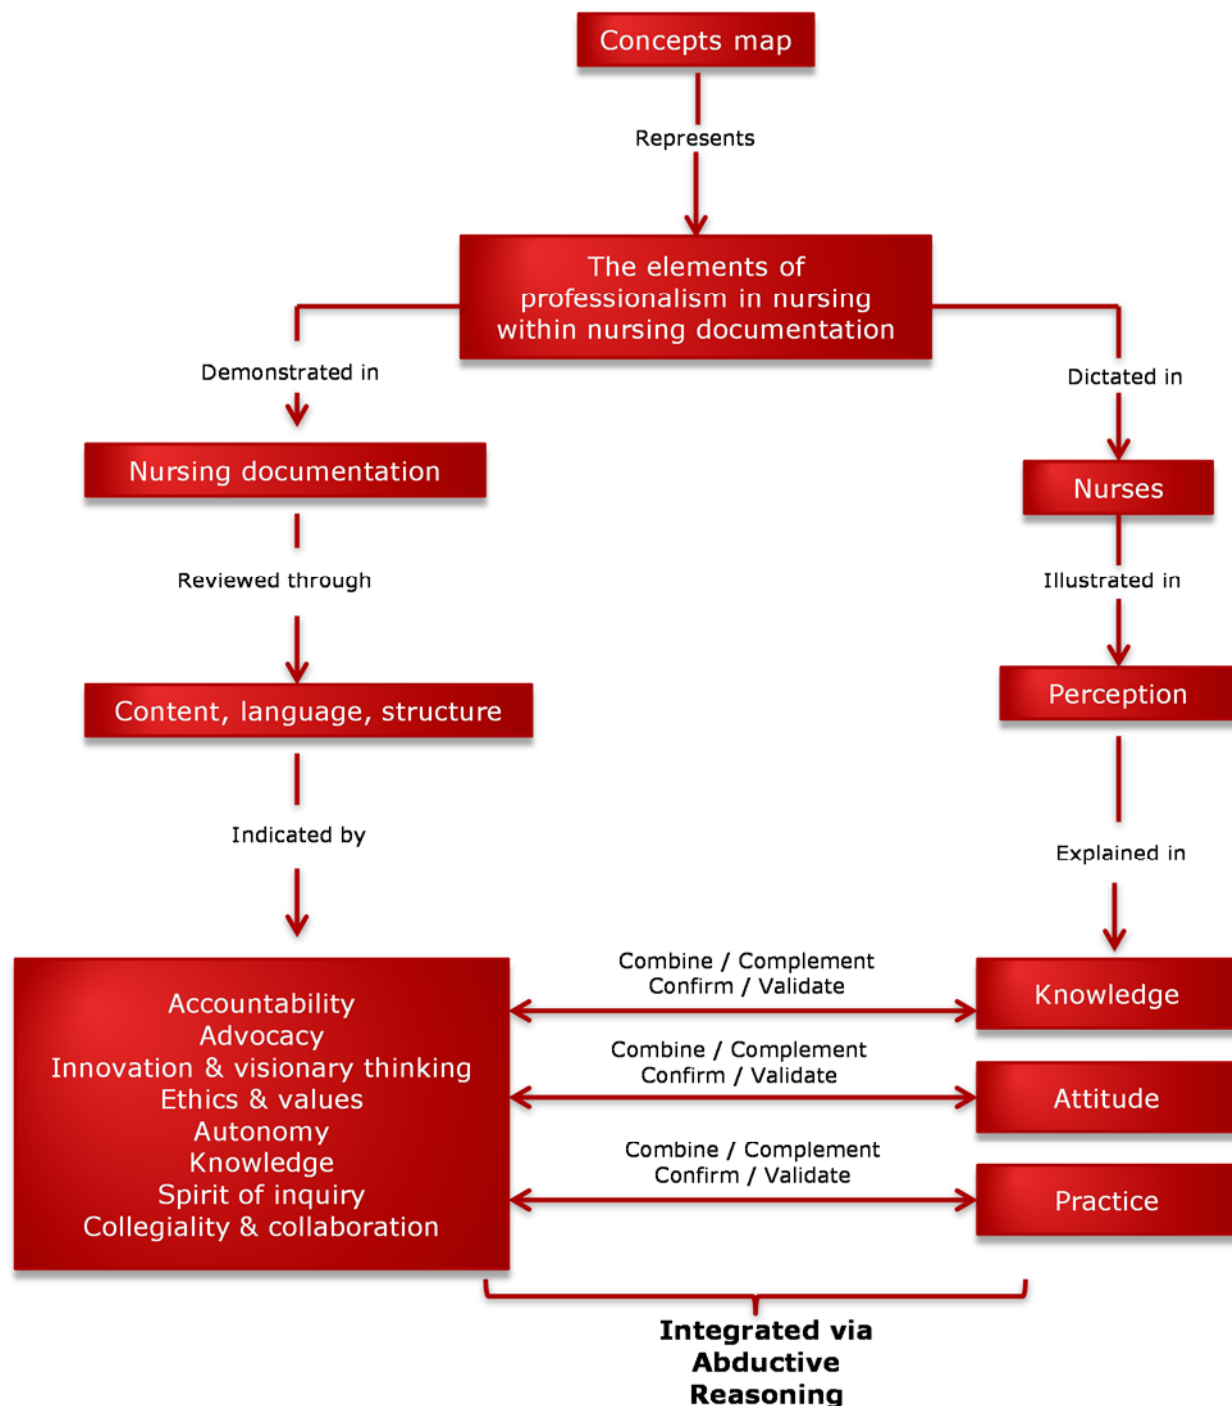 Concepts map
Represents
The elements of
professionalism in nursing
within nursing documentation
Demonstrated in
Dictated in
Nursing documentation
Nurses
Reviewed through
Illustrated in
Content, language, structure
Perception
Indicated by
Explained in
Accountability
Advocacy
Innovation & visionary thinking
Ethics & values
Autonomy
Knowledge
Spirit of inquiry
Collegiality & collaboration
Combine / Complement
Confirm / Validate
Knowledge
Combine / Complement
Confirm / Validate
Attitude
Combine / Complement
Confirm / Validate
Practice
Integrated via
Abductive
Reasoning